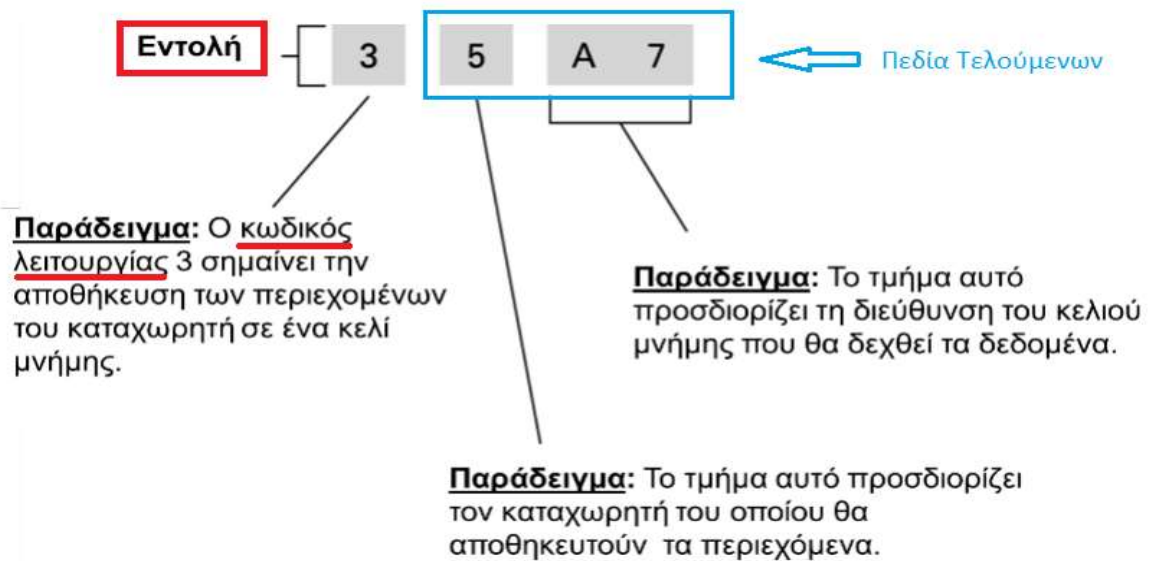 Εντολή 3 5 A 7 Πεδία Τελούμενων
Παράδειγμα: Ο κωδικός
λειτουργίας 3 σημαίνει την
αποθήκευση των περιεχομένων
του καταχωρητή σε ένα κελί
μνήμης.
Παράδειγμα: Το τμήμα αυτό
προσδιορίζει τη διεύθυνση του κελιού
μνήμης που θα δεχθεί τα δεδομένα.
Παράδειγμα: Το τμήμα αυτό προσδιορίζει
τον καταχωρητή του οποίου θα
αποθηκευτούν τα περιεχόμενα.